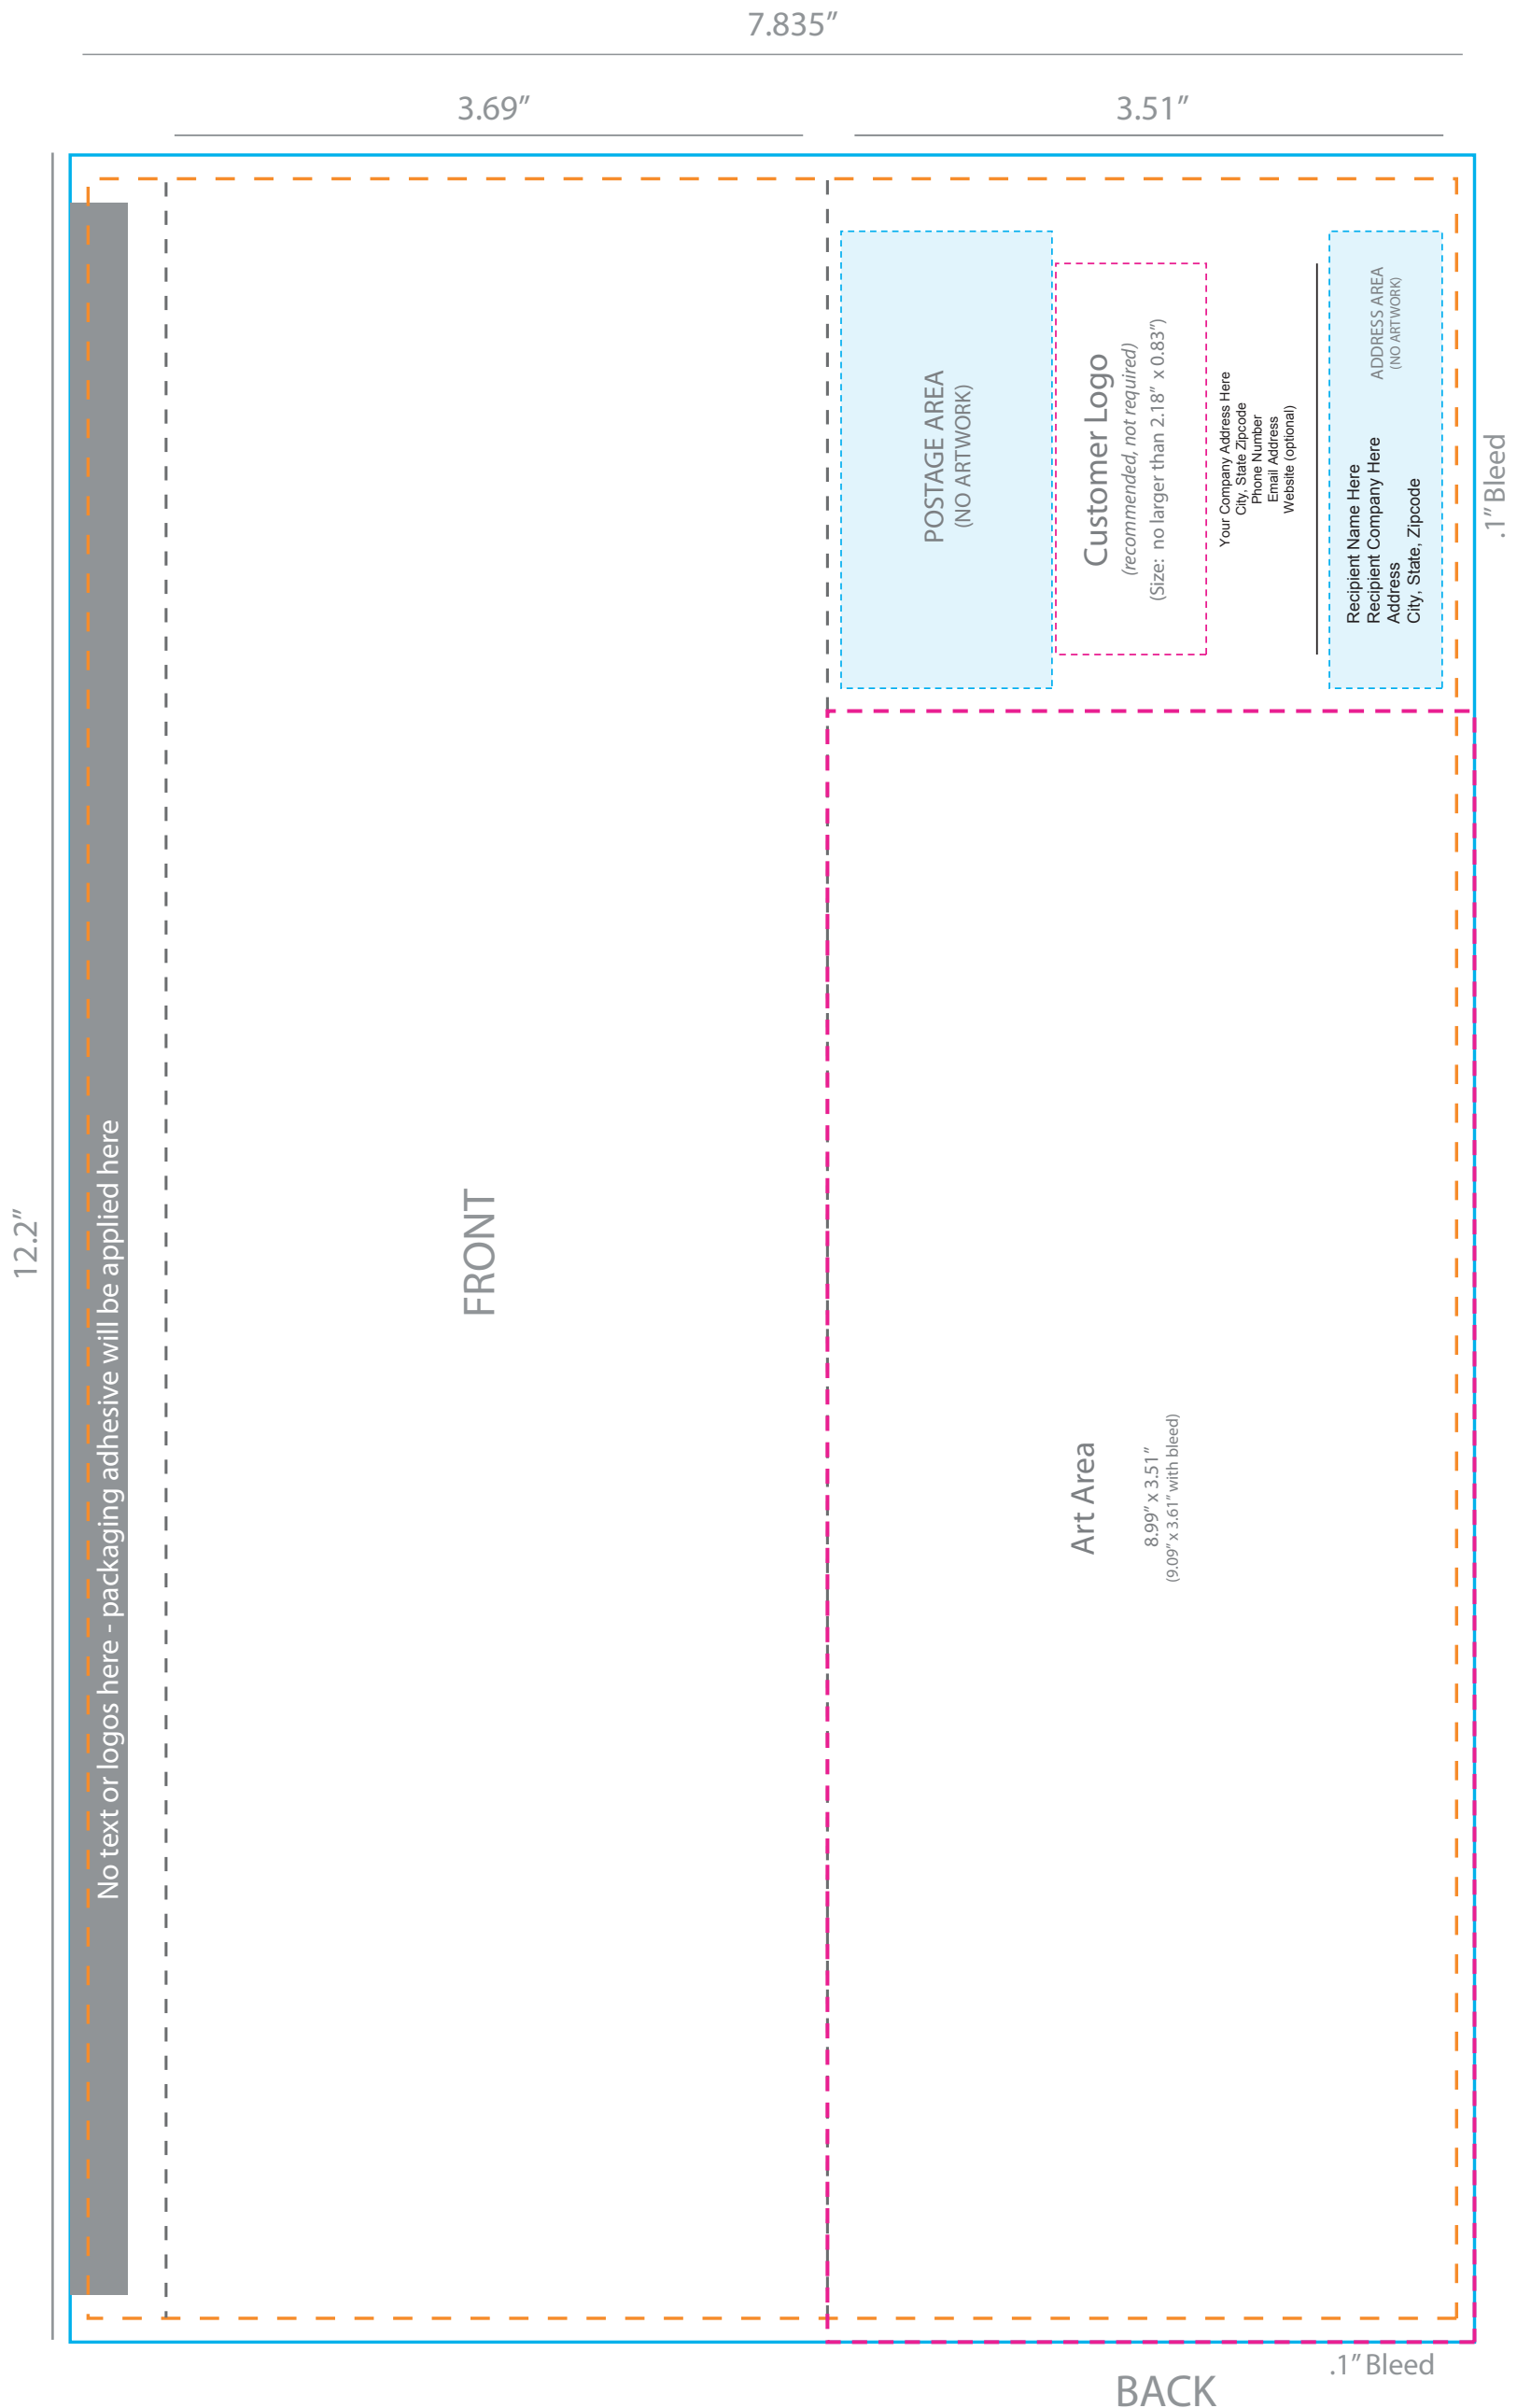 7.835”
3.69”
3.51”
12.2”
No text or logos here - packaging adhesive will be applied here
FRONT
POSTAGE AREA
(NO ARTWORK)
Customer Logo
(recommended, not required)
(Size: no larger than 2.18” x 0.83”)
Your Company Address Here
City, State Zipcode
Phone Number
Email Address
Website (optional)
ADDRESS AREA
(NO ARTWORK)
Recipient Name Here
Recipient Company Here
Address
City, State, Zipcode
.1” Bleed
Art Area
8.99” x 3.51”
(9.09” x 3.61” with bleed)
.1” Bleed
BACK